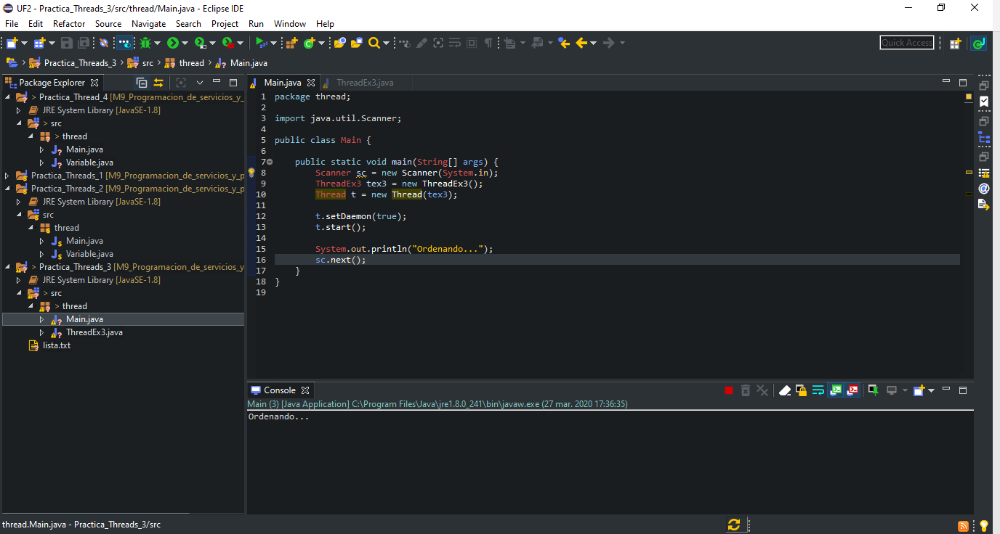 UF2 - Practica_Threads_3/src/thread/Main.java - Eclipse IDE
File Edit Refactor Source Navigate Search Project Run Window Help
Quick Access
Practica_Threads_3 src thread Main.java
Package Explorer
> Practica_Thread_4 [M9_Programacion_de_servicios_y_
JRE System Library [JavaSE-1.8]
> src
> thread
Main.java
Variable.java
Practica_Threads_1 [M9_Programacion_de_servicios_y_p
Practica_Threads_2 [M9_Programacion_de_servicios_y_p
JRE System Library [JavaSE-1.8]
src
thread
Main.java
Variable.java
> Practica_Threads_3 [M9_Programacion_de_servicios_y
JRE System Library [JavaSE-1.8]
> src
> thread
Main.java
ThreadEx3.java
lista.txt
Main.java ThreadEx3.java
1 package thread;
2
3 import java.util.Scanner;
4
5 public class Main {
6
7 public static void main(String[] args) {
8 Scanner sc = new Scanner(System.in);
9 ThreadEx3 tex3 = new ThreadEx3();
10 Thread t = new Thread(tex3);
11
12 t.setDaemon(true);
13 t.start();
14
15 System.out.println("Ordenando...");
16 sc.next();
17 }
18 }
19
Console
Main (3) [Java Application] C:\Program Files\Java\jre1.8.0_241\bin\javaw.exe (27 mar. 2020 17:36:35)
Ordenando...
thread.Main.java - Practica_Threads_3/src